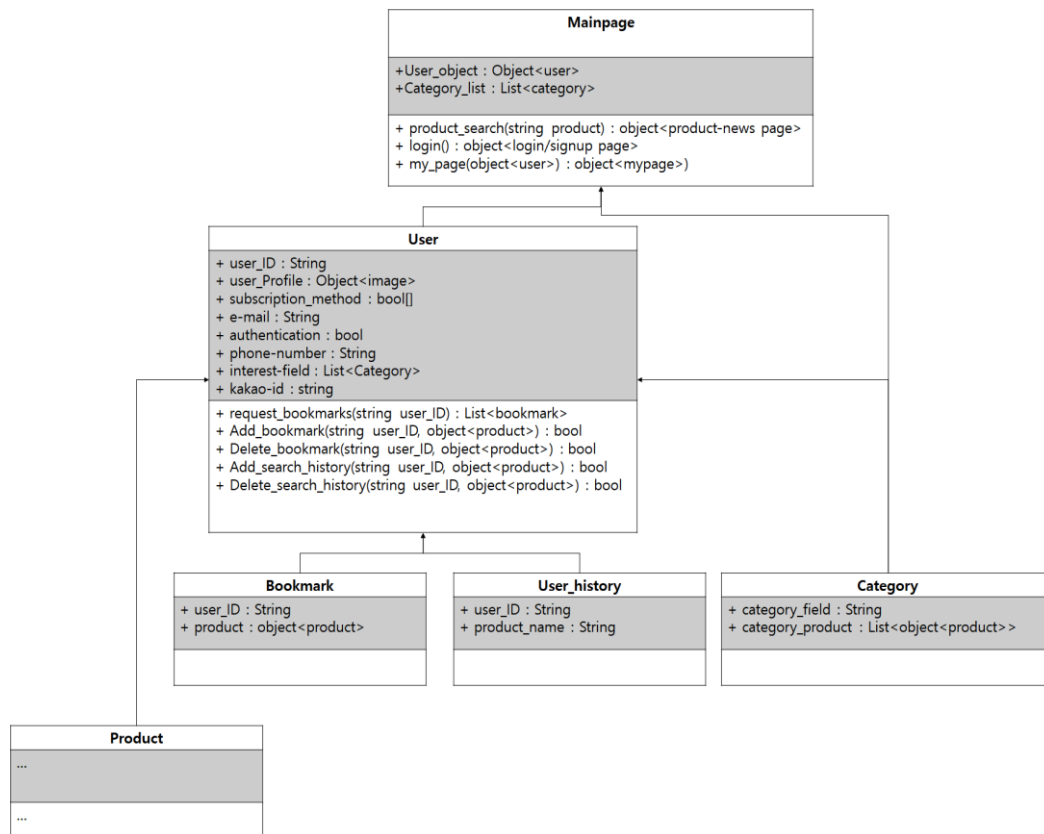 Mainpage
+User_object : Object<user>
+Category_list : List<category>
+ product_search(string product) : object<product-news page>
+ login() : object<login/signup page>
+ my_page(object<user>) : object<mypage>)
User
+ user_ID : String
+ user_Profile : Object<image>
+ subscription_method : bool[]
+ e-mail : String
+ authentication : bool
+ phone-number : String
+ interest-field : List<Category>
+ kakao-id : string
+ request_bookmarks(string user_ID) : List<bookmark>
+ Add_bookmark(string user_ID, object<product>) : bool
+ Delete_bookmark(string user_ID, object<product>) : bool
+ Add_search_history(string user_ID, object<product>) : bool
+ Delete_search_history(string user_ID, object<product>) : bool
Bookmark
+ user_ID : String
+ product : object<product>
User_history
+ user_ID : String
+ product_name : String
Category
+ category_field : String
+ category_product : List<object<product>>
Product
...
...